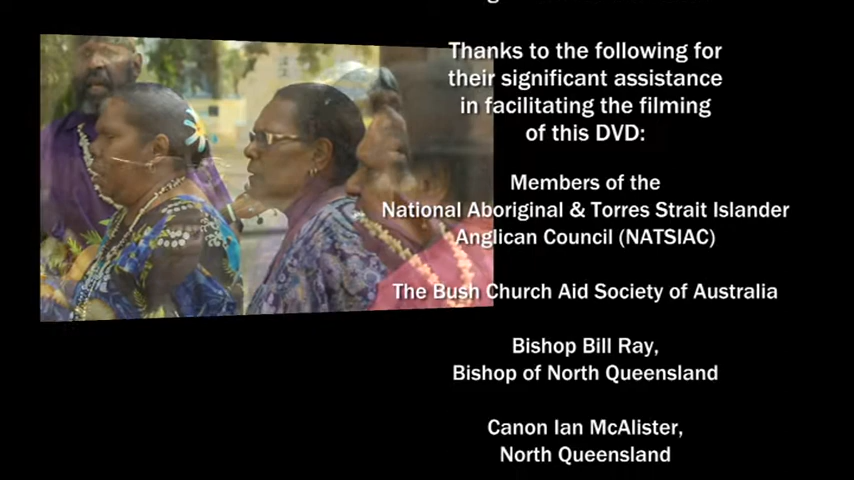 Thanks to the following for
their significant assistance
in facilitating the filming
of this DVD:
Members of the
National Aboriginal & Torres Strait Islander
Anglican Council (NATSIAC)
The Bush Church Aid Society of Australia
Bishop Bill Ray,
Bishop of North Queensland
Canon Ian McAlister,
North Queensland